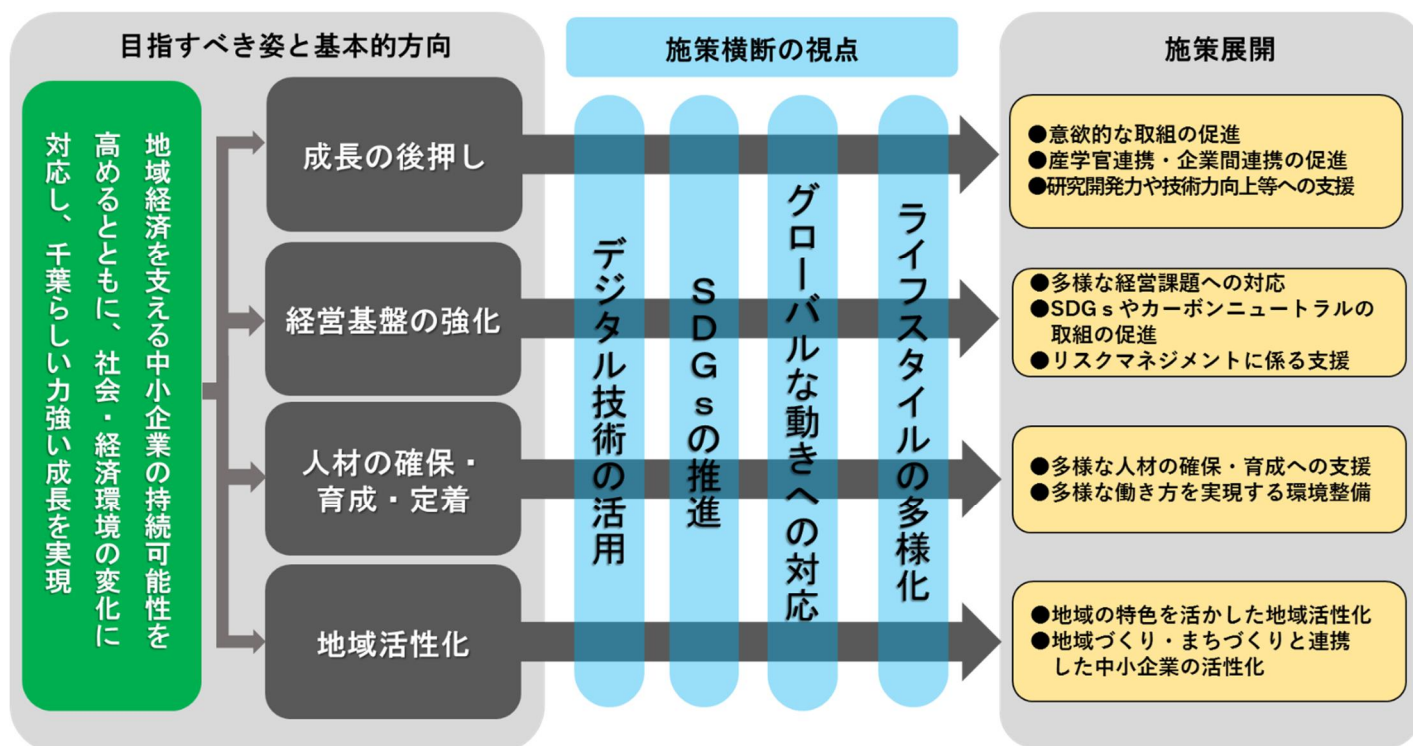 目指すべき姿と基本的方向
地域経済を支える中小企業の持続可能性を
高めるとともに、社会・経済環境の変化に
対応し、千葉らしい力強い成長を実現
成長の後押し
経営基盤の強化
人材の確保・
育成・定着
地域活性化
施策横断の視点
デジタル技術の活用
SDGsの推進
グローバルな動きへの対応
ライフスタイルの多様化
施策展開
●意欲的な取組の促進
●産学官連携・企業間連携の促進
●研究開発力や技術力向上等への支援
●多様な経営課題への対応
●SDGsやカーボンニュートラルの
取組の促進
●リスクマネジメントに係る支援
●多様な人材の確保・育成への支援
●多様な働き方を実現する環境整備
●地域の特色を活かした地域活性化
●地域づくり・まちづくりと連携
した中小企業の活性化